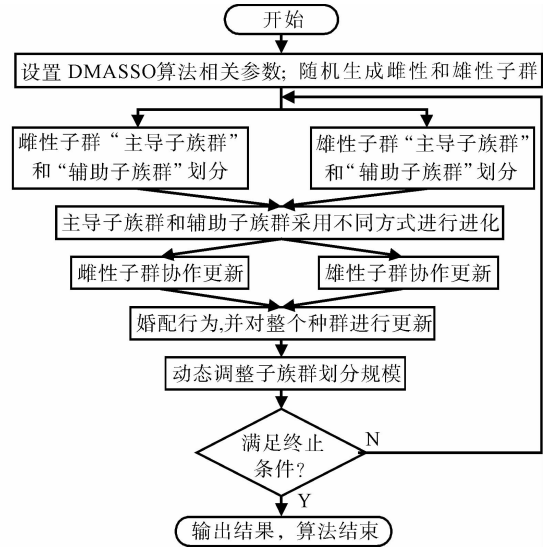 开始
设置 DMASSO算法相关参数; 随机生成雌性和雄性子群
雌性子群“主导子族群”
和“辅助子族群”划分
雄性子群“主导子族群”
和“辅助子族群”划分
主导子族群和辅助子族群采用不同方式进行进化
雌性子群协作更新
雄性子群协作更新
婚配行为,并对整个种群进行更新
动态调整子族群划分规模
满足终止
条件?
N
Y
输出结果，算法结束